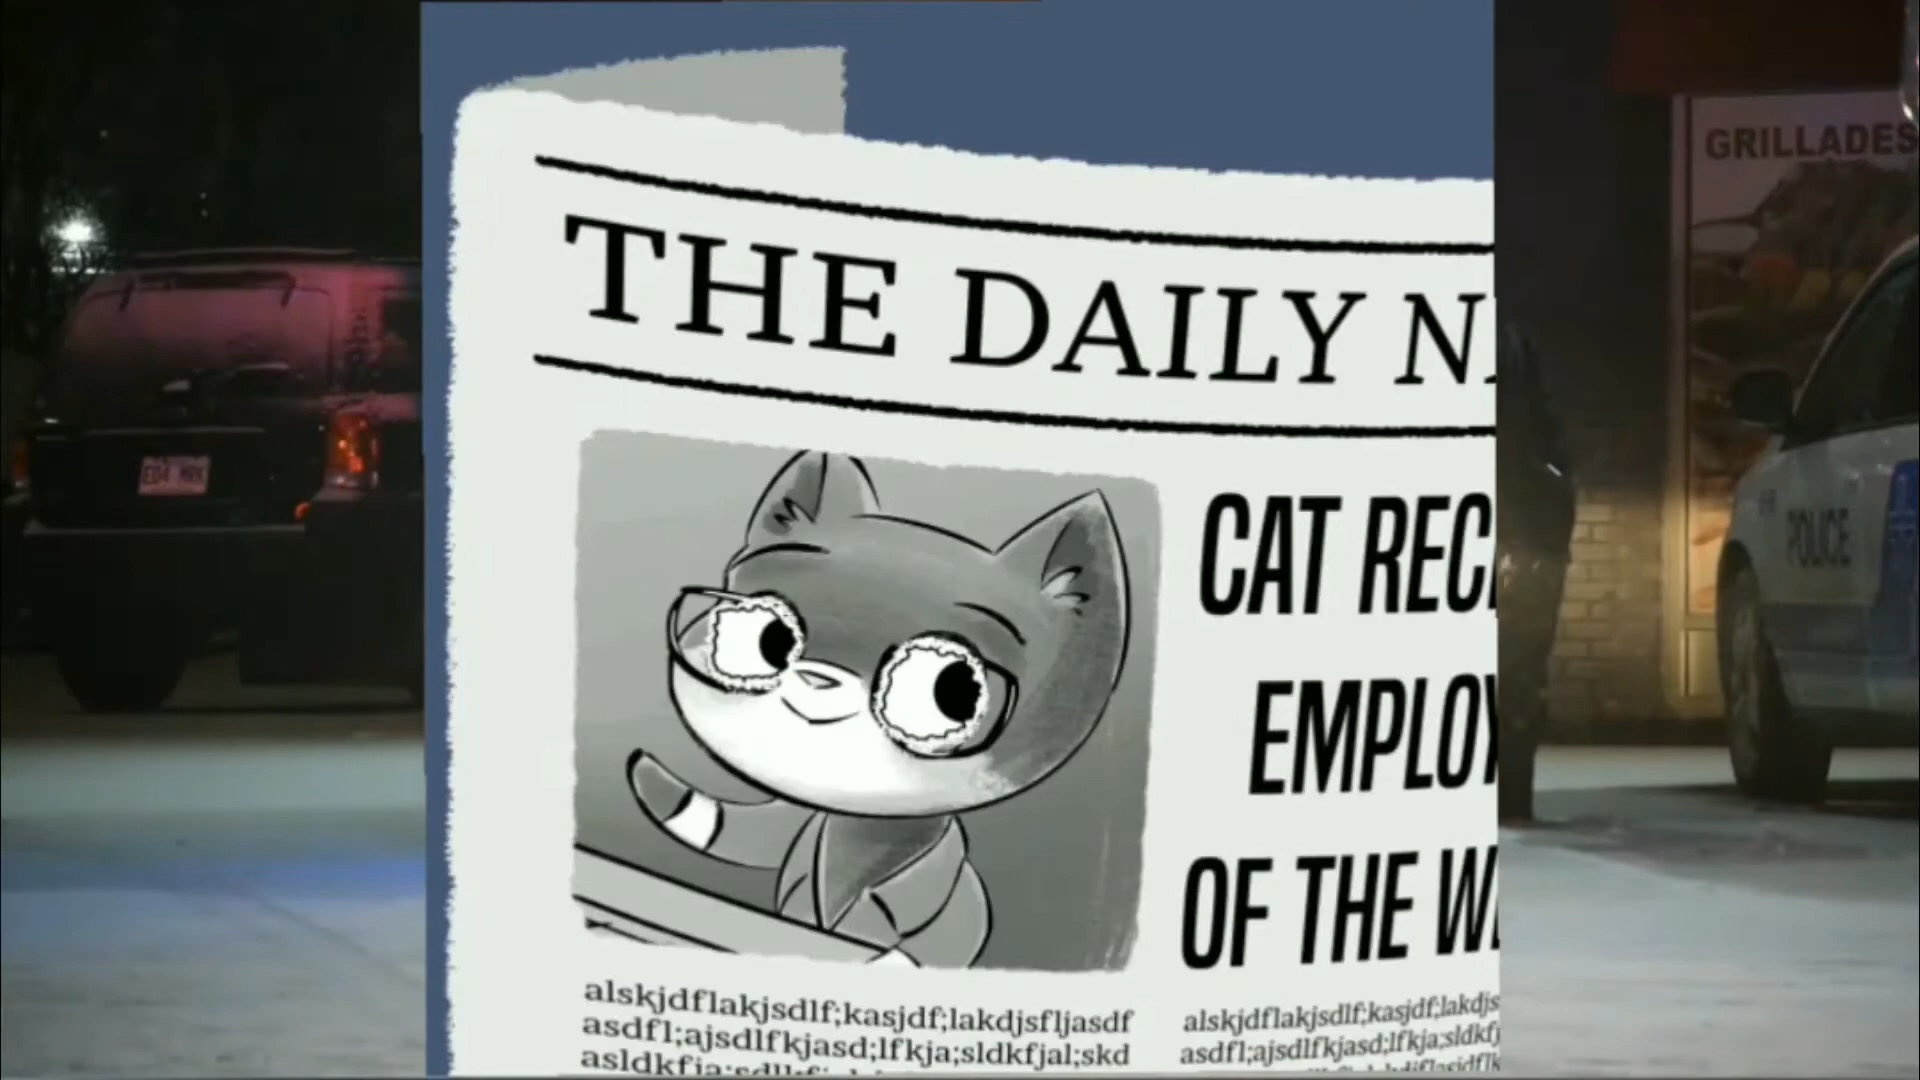 GRILLADES
THE DAILY N
CAT REC
EMPLOY
OF THE W
POLICE
alskjdflakjsdlf;kasjdf;lakdjsfljasdf
asdfl;ajsdlfkjasd;lfkja;sldkfjal;skd
alskjdflakjsdlf;kasjdf;lakdjs
asdfl;ajsdlfkjasd;lfkja;sldkfj